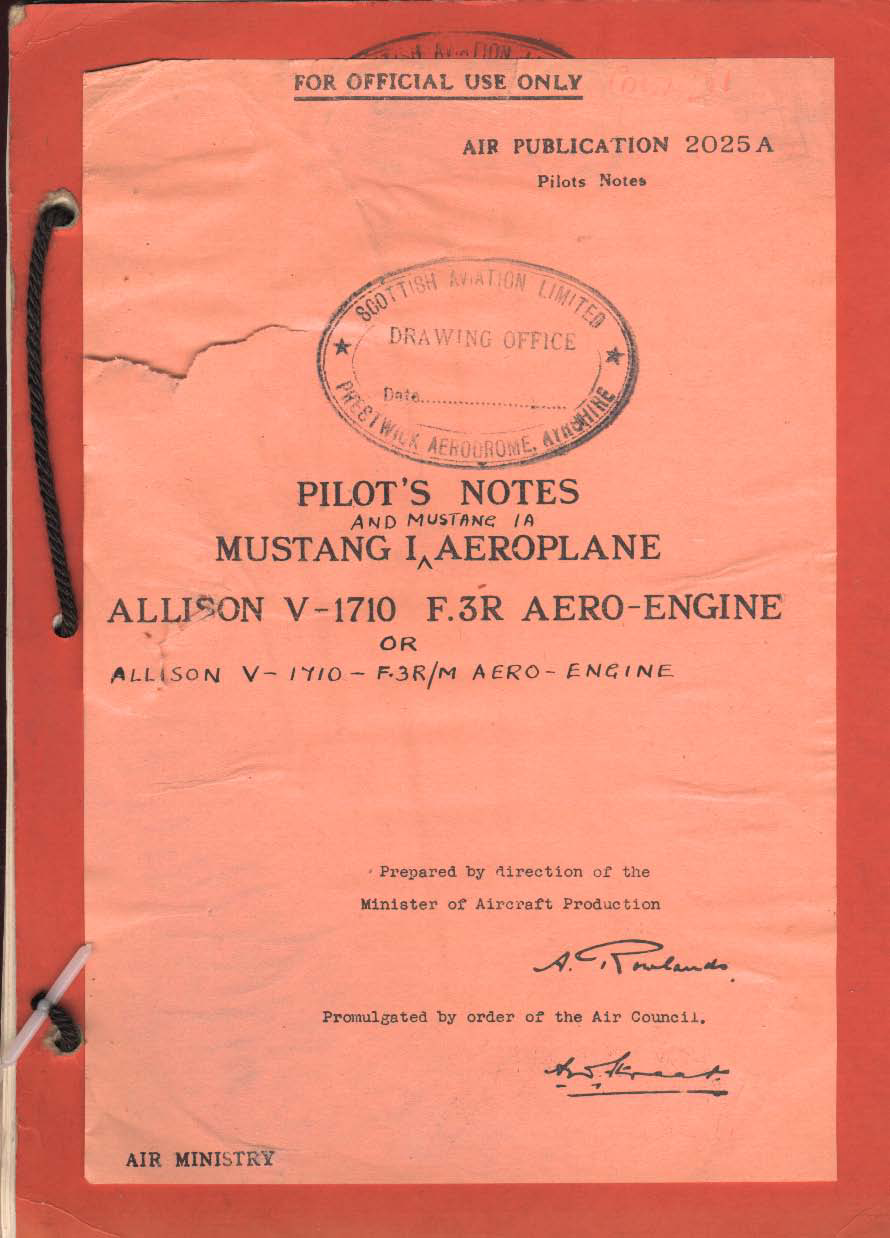 FOR OFFICIAL USE ONLY
AIR PUBLICATION 2025A
Pilots Notes
SCOTTISH AVIATION LIMITED
DRAWING OFFICE
Date
PRESTWICK AERODROME, AYRSHIRE
PILOT'S NOTES
AND MUSTANG IA
MUSTANG I AEROPLANE
ALLISON V-1710 F.3R AERO-ENGINE
OR
ALLISON V-1710-F.3R/M AERO-ENGINE
Prepared by direction of the
Minister of Aircraft Production
A. Rowlands.
Promulgated by order of the Air Council.
AIR MINISTRY